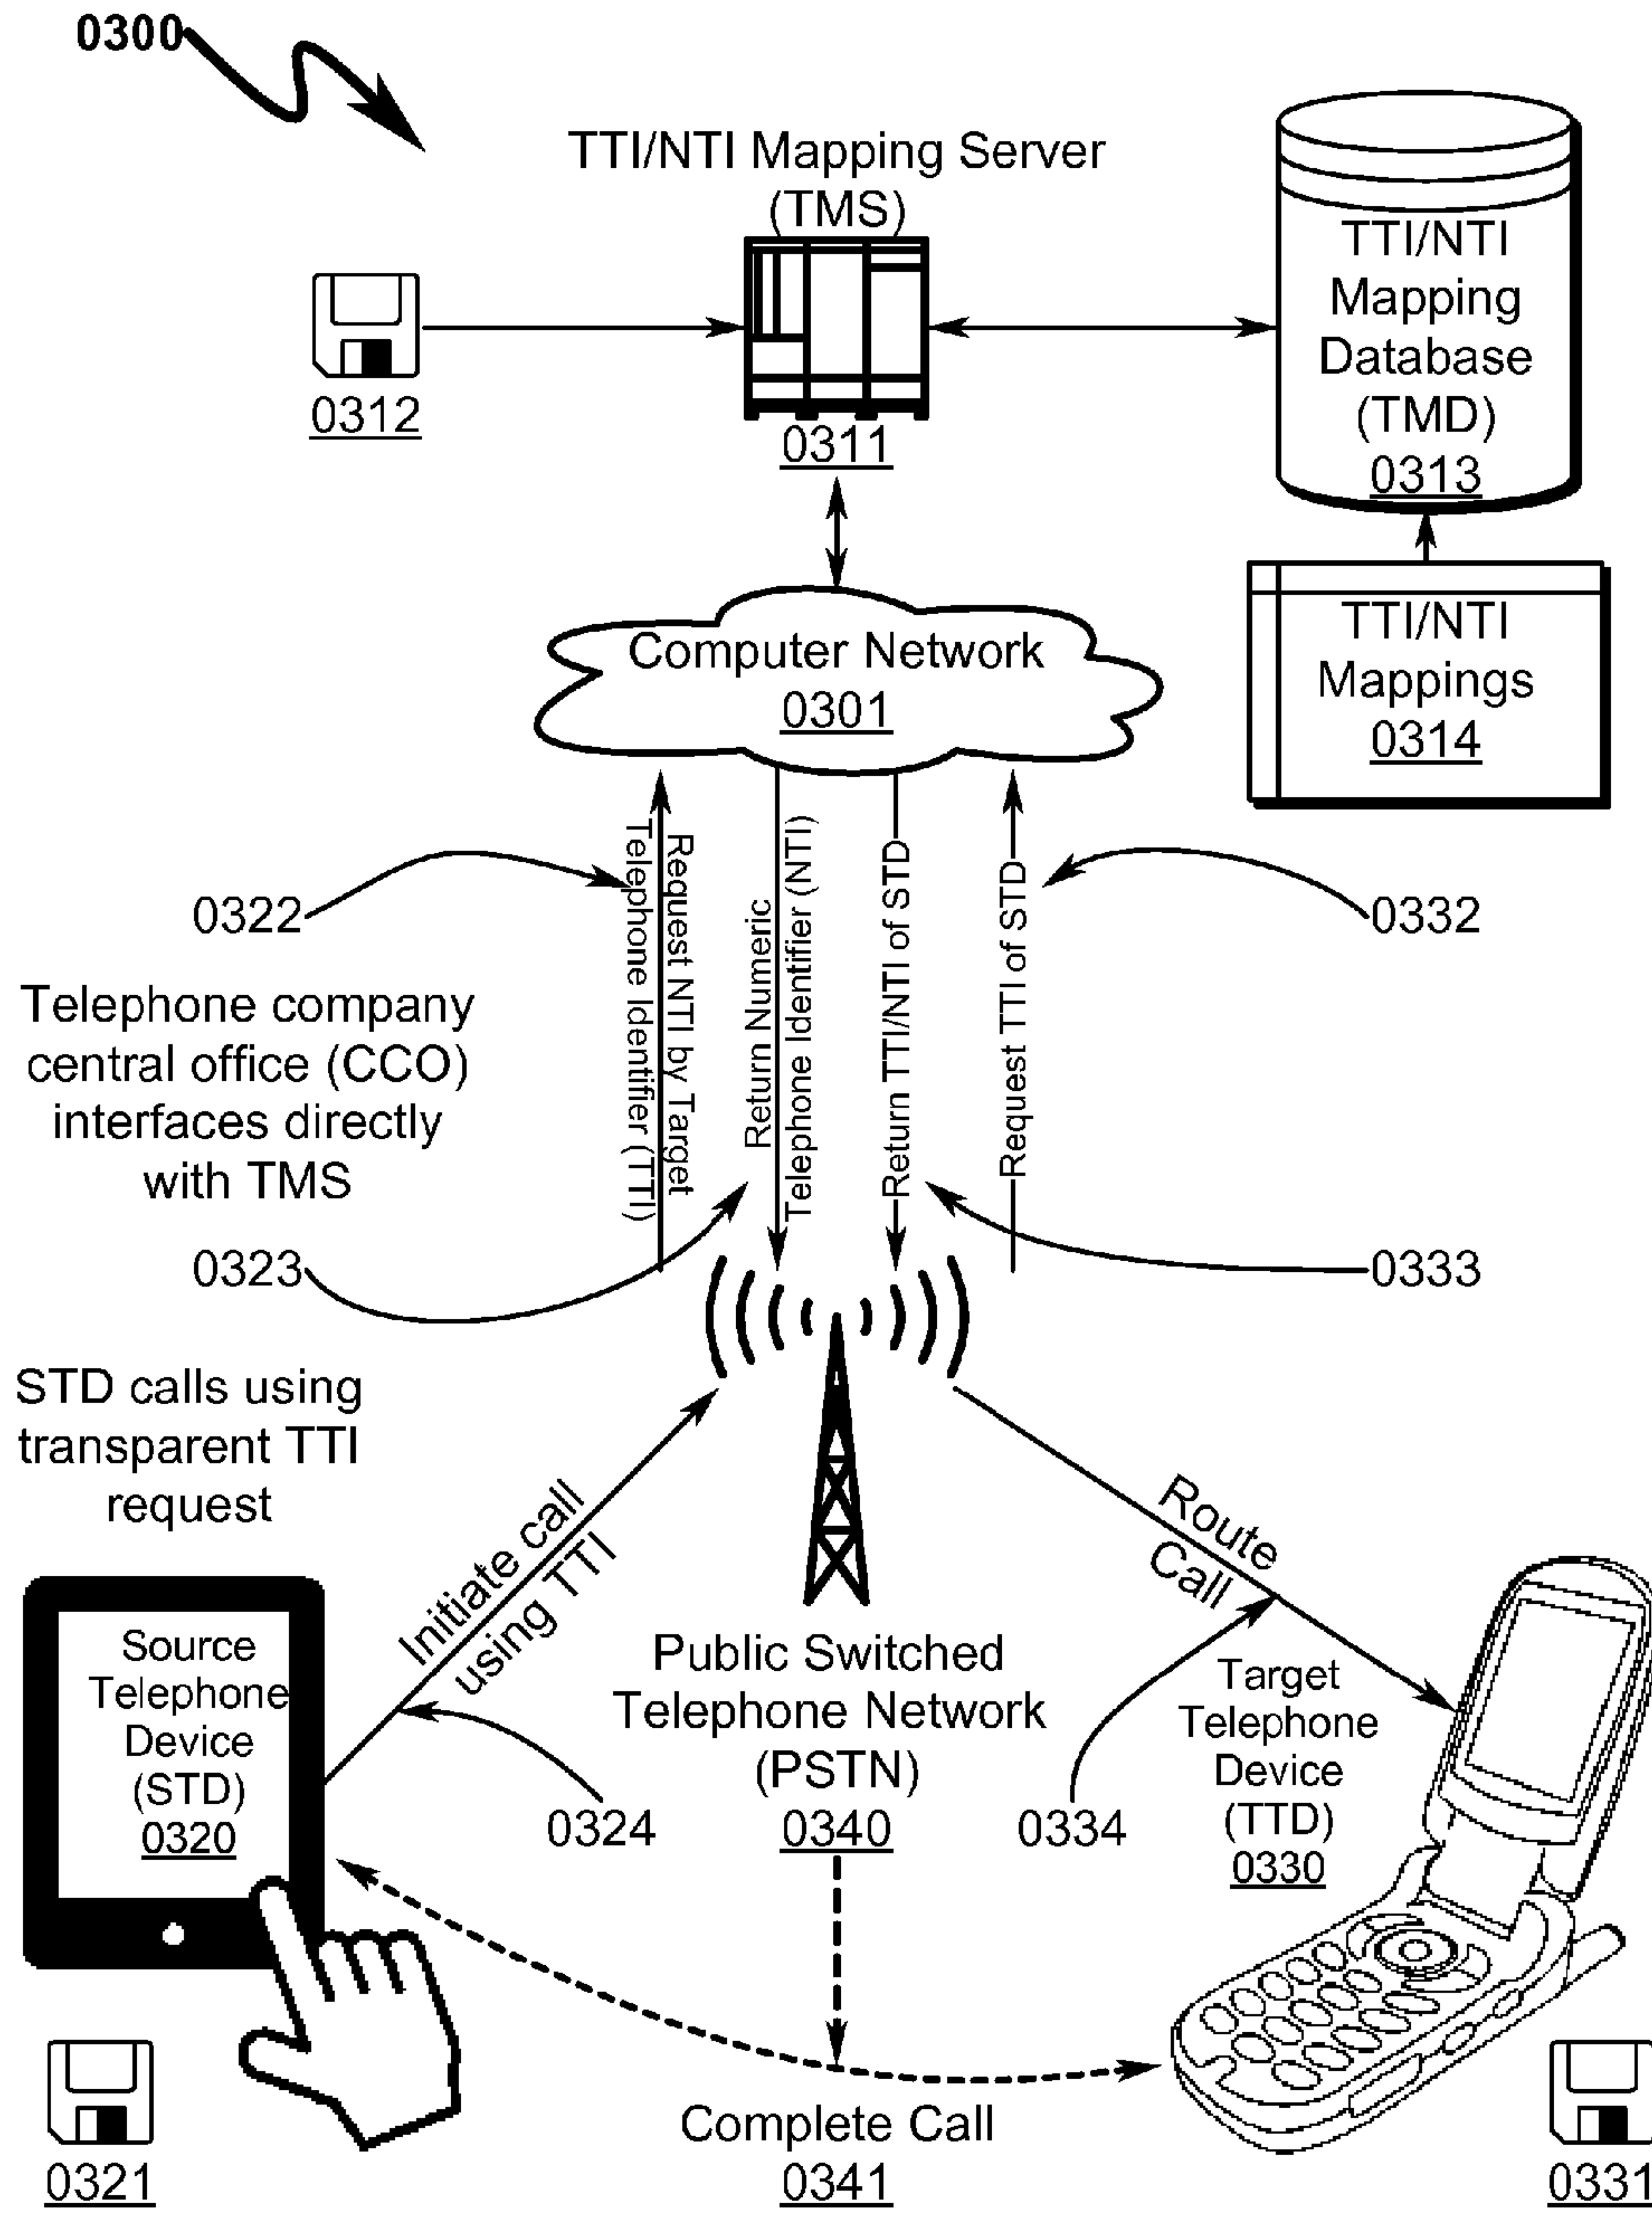 0300
TTI/NTI Mapping Server
(TMS)
0312
0311
TTI/NTI
Mapping
Database
(TMD)
0313
TTI/NTI
Mappings
0314
Computer Network
0301
0322
Request NTI by Target
Telephone Identifier (TTI)
Return Numeric
Telephone Identifier (NTI)
Return TTI/NTI of STD
Request TTI of STD
0332
Telephone company
central office (CCO)
interfaces directly
with TMS
0323
0333
STD calls using
transparent TTI
request
Initiate call
using TTI
Route
Call
Source
Telephone
Device
(STD)
0320
0324
Public Switched
Telephone Network
(PSTN)
0340
0334
Target
Telephone
Device
(TTD)
0330
Complete Call
0341
0321
0331